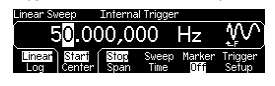 Linear Sweep Internal Trigger
50.000,000 Hz
Linear Start Stop Sweep Marker Trigger
Log Center Span Time Off Setup